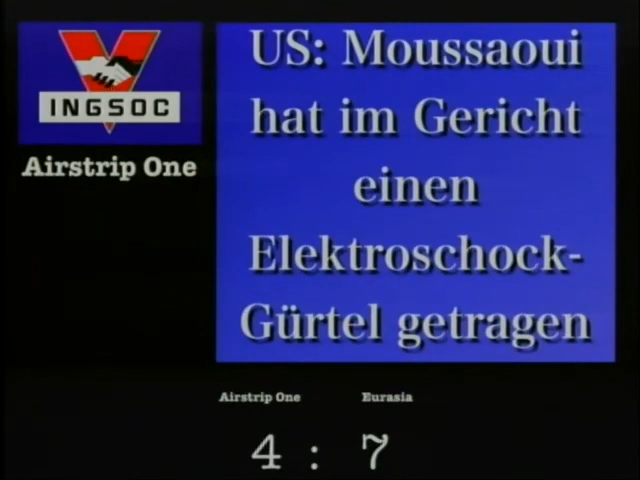 INGSOC
Airstrip One
US: Moussaoui
hat im Gericht
einen
Elektroschock-
Gürtel getragen
Airstrip One Eurasia
4 : 7